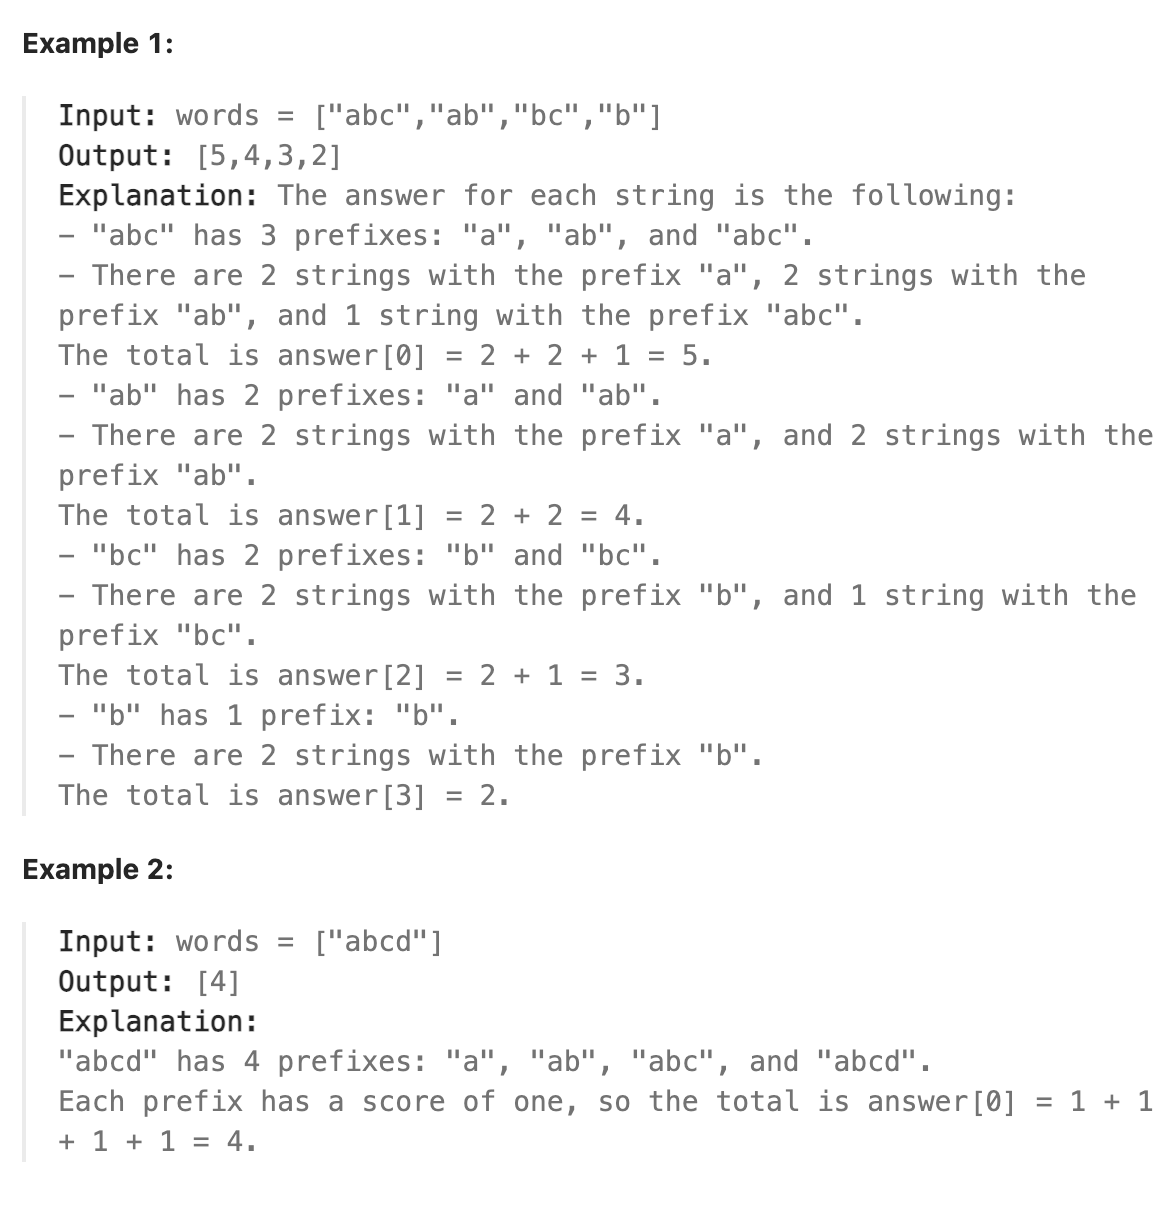 Example 1:
Input: words = ["abc","ab","bc","b"]
Output: [5,4,3,2]
Explanation: The answer for each string is the following:
- "abc" has 3 prefixes: "a", "ab", and "abc".
- There are 2 strings with the prefix "a", 2 strings with the
prefix "ab", and 1 string with the prefix "abc".
The total is answer[0] = 2 + 2 + 1 = 5.
- "ab" has 2 prefixes: "a" and "ab".
- There are 2 strings with the prefix "a", and 2 strings with the
prefix "ab".
The total is answer[1] = 2 + 2 = 4.
- "bc" has 2 prefixes: "b" and "bc".
- There are 2 strings with the prefix "b", and 1 string with the
prefix "bc".
The total is answer[2] = 2 + 1 = 3.
- "b" has 1 prefix: "b".
- There are 2 strings with the prefix "b".
The total is answer[3] = 2.
Example 2:
Input: words = ["abcd"]
Output: [4]
Explanation:
"abcd" has 4 prefixes: "a", "ab", "abc", and "abcd".
Each prefix has a score of one, so the total is answer[0] = 1 + 1
+ 1 + 1 = 4.